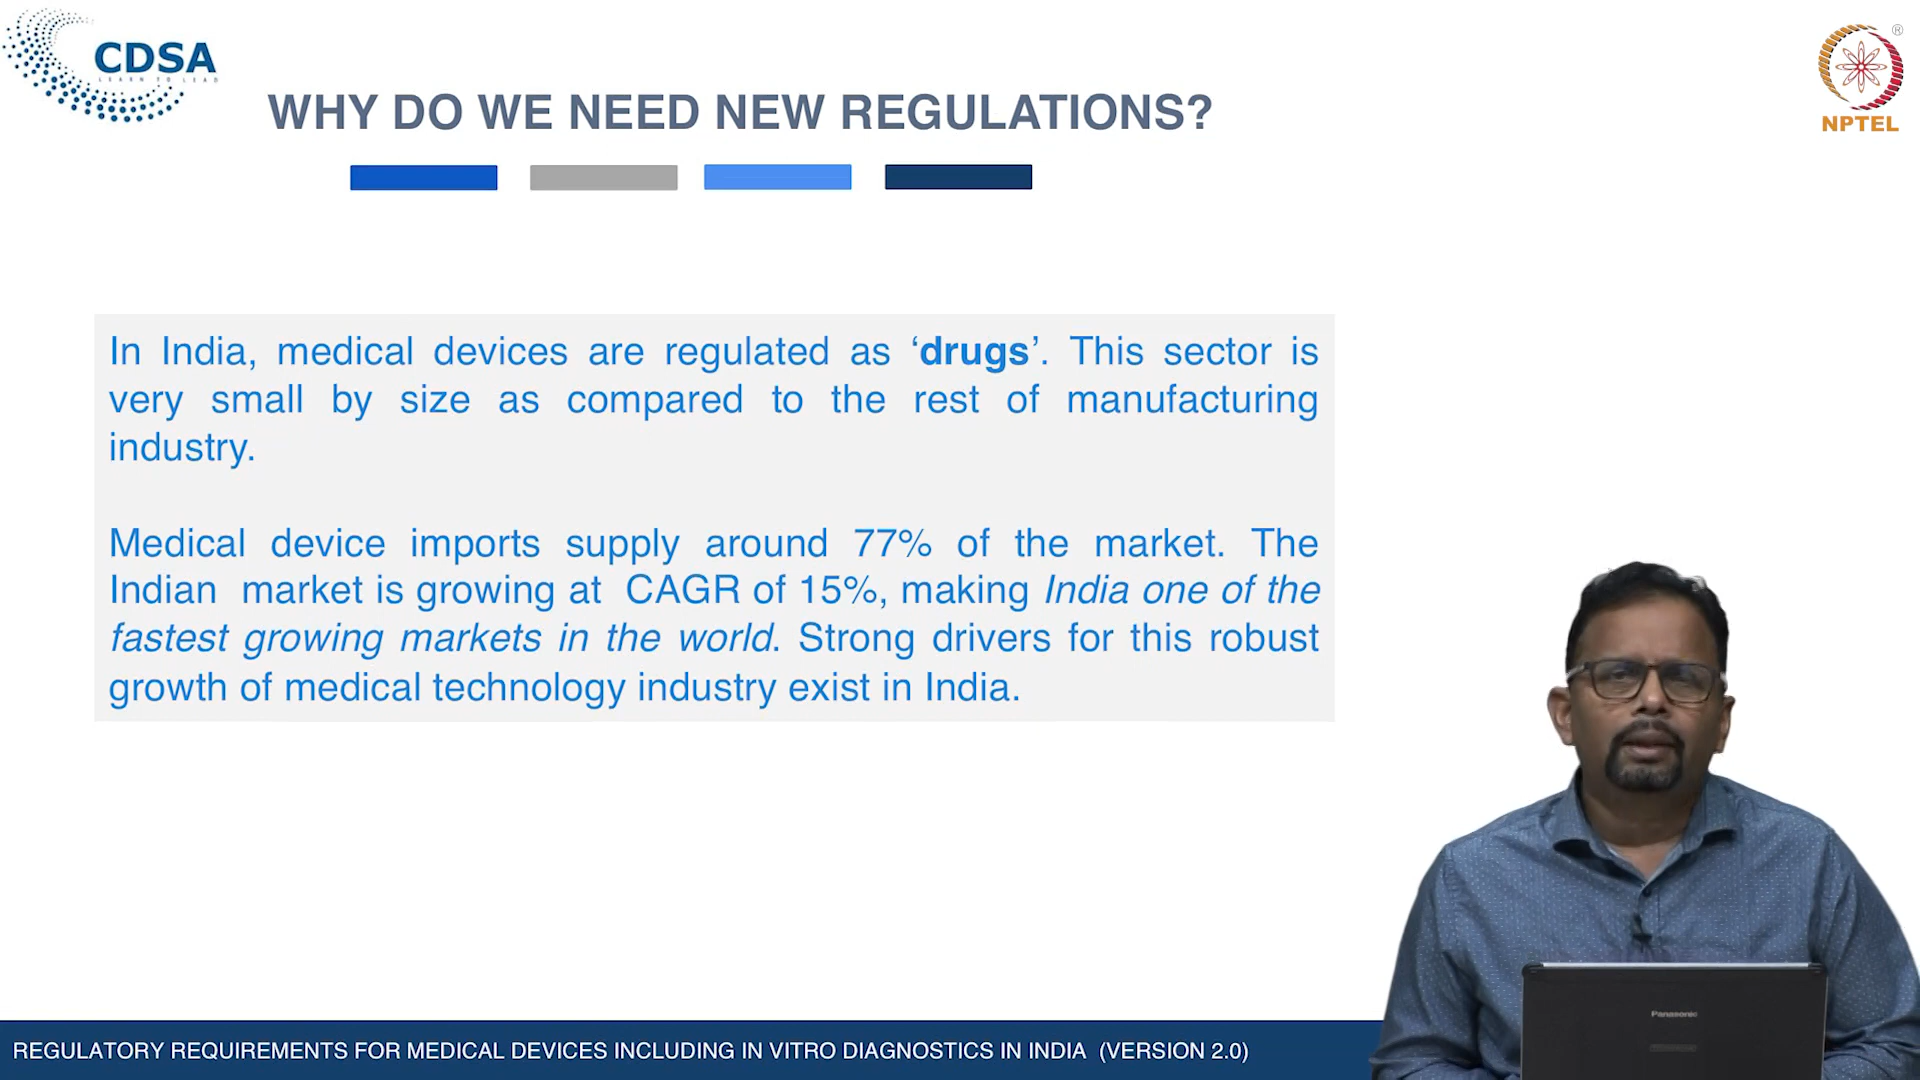 CDSA
LEARN TO LEAD
®
NPTEL
WHY DO WE NEED NEW REGULATIONS?
In India, medical devices are regulated as ‘drugs’. This sector is
very small by size as compared to the rest of manufacturing
industry.
Medical device imports supply around 77% of the market. The
Indian market is growing at CAGR of 15%, making India one of the
fastest growing markets in the world. Strong drivers for this robust
growth of medical technology industry exist in India.
Panasonic
REGULATORY REQUIREMENTS FOR MEDICAL DEVICES INCLUDING IN VITRO DIAGNOSTICS IN INDIA (VERSION 2.0)